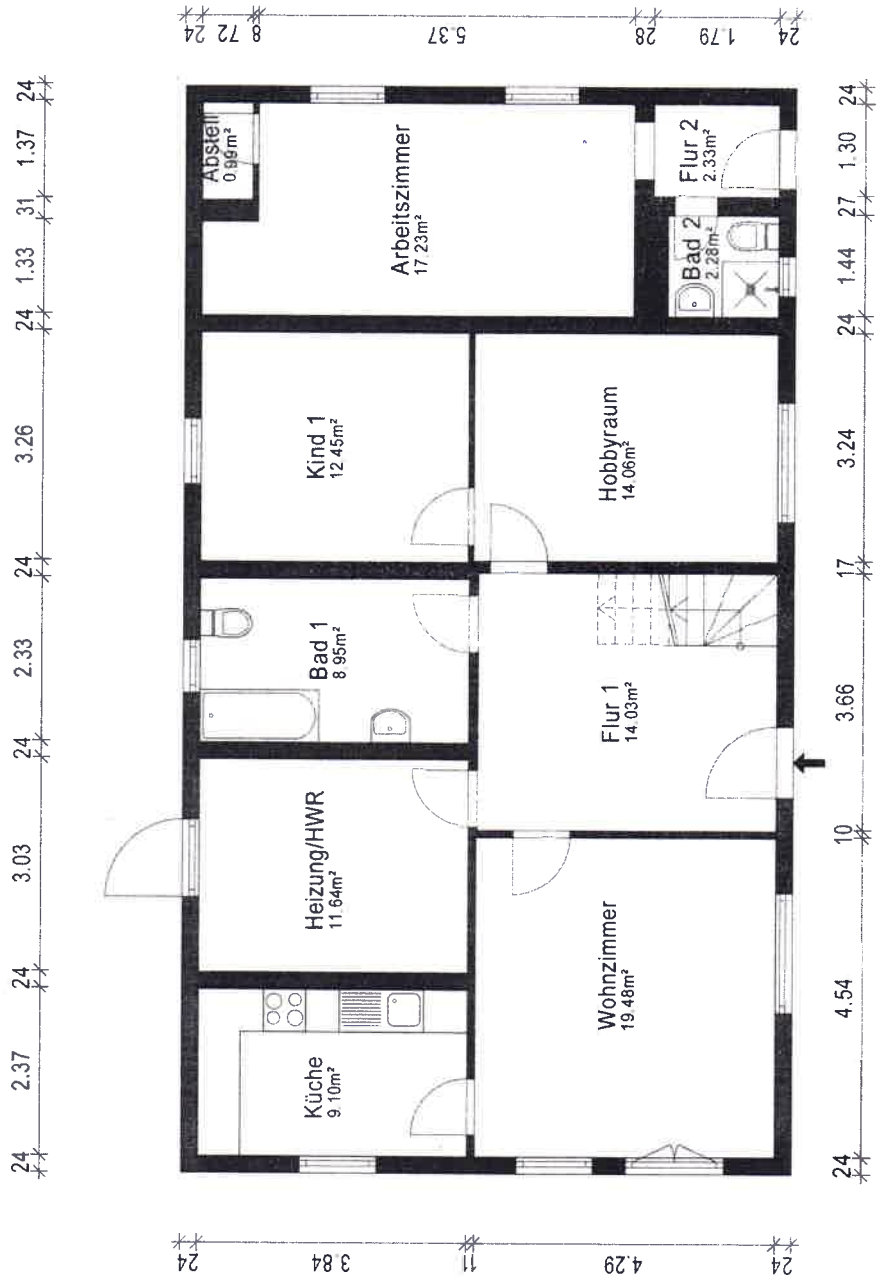 24
72
8
5.37
28
1.79
24
24
1.37
31
1.33
24
3.26
24
2.33
24
3.03
24
2.37
24
Abstell
0.99m²
Arbeitszimmer
17.23m²
Flur 2
2.33m²
Bad 2
2.28m²
Kind 1
12.45m²
Hobbyraum
14.06m²
Bad 1
8.95m²
Flur 1
14.03m²
Heizung/HWR
11.64m²
Küche
9.10m²
Wohnzimmer
19.48m²
24
1.30
27
1.44
24
3.24
17
3.66
10
4.54
24
24
3.84
11
4.29
24